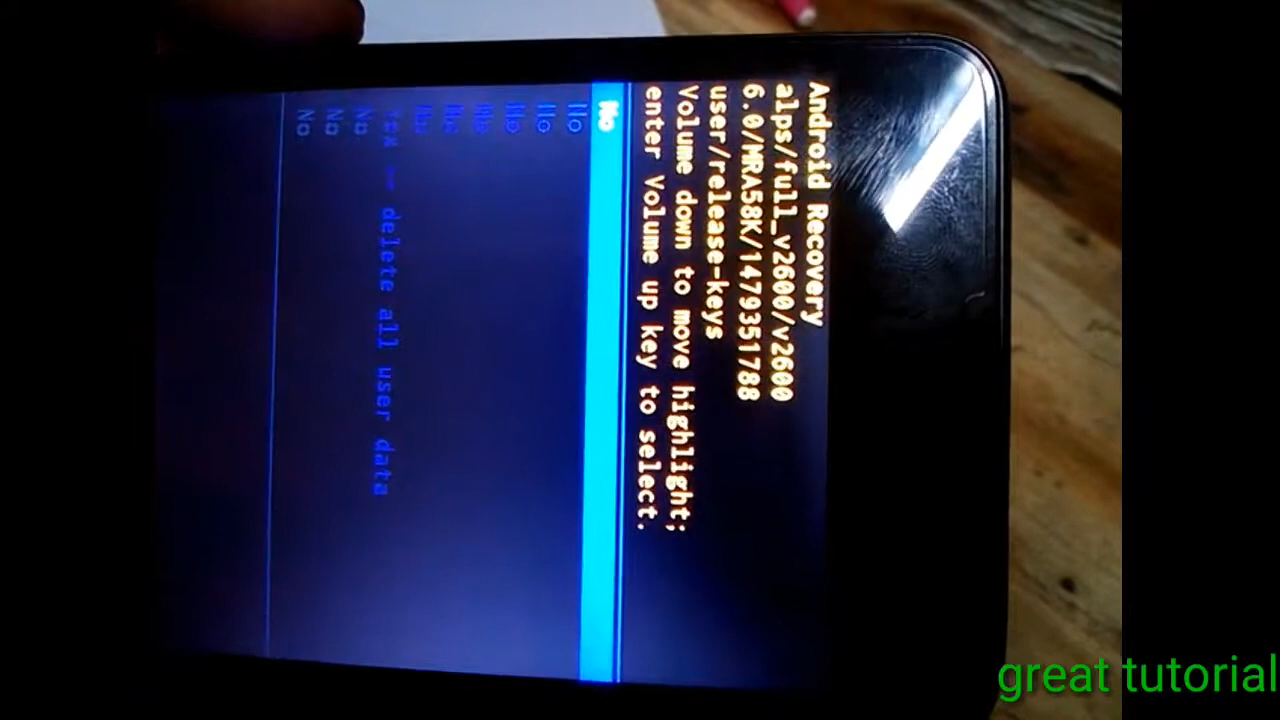 Android Recovery
alps/full_v2600/v2600
6.0/MRA58K/1479351788
user/release-keys
Volume down to move highlight;
enter Volume up key to select.
No
No
No
No
No
No
No
Yes -- delete all user data
No
No
No
great tutorial